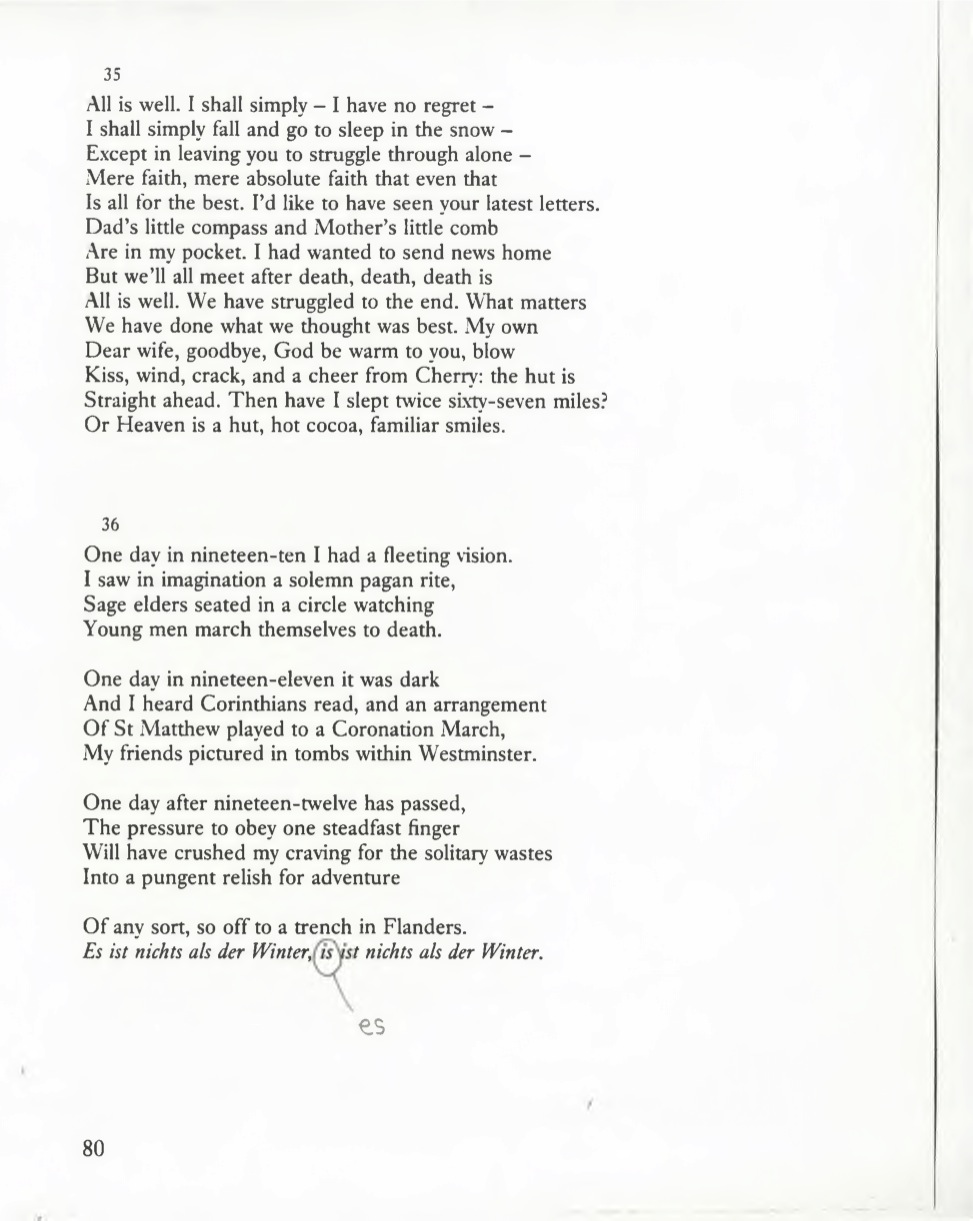 35
All is well. I shall simply – I have no regret –
I shall simply fall and go to sleep in the snow –
Except in leaving you to struggle through alone –
Mere faith, mere absolute faith that even that
Is all for the best. I'd like to have seen your latest letters.
Dad's little compass and Mother's little comb
Are in my pocket. I had wanted to send news home
But we'll all meet after death, death, death is
All is well. We have struggled to the end. What matters
We have done what we thought was best. My own
Dear wife, goodbye, God be warm to you, blow
Kiss, wind, crack, and a cheer from Cherry: the hut is
Straight ahead. Then have I slept twice sixty-seven miles?
Or Heaven is a hut, hot cocoa, familiar smiles.
36
One day in nineteen-ten I had a fleeting vision.
I saw in imagination a solemn pagan rite,
Sage elders seated in a circle watching
Young men march themselves to death.
One day in nineteen-eleven it was dark
And I heard Corinthians read, and an arrangement
Of St Matthew played to a Coronation March,
My friends pictured in tombs within Westminster.
One day after nineteen-twelve has passed,
The pressure to obey one steadfast finger
Will have crushed my craving for the solitary wastes
Into a pungent relish for adventure
Of any sort, so off to a trench in Flanders.
Es ist nichts als der Winter, is ist nichts als der Winter.
es
80